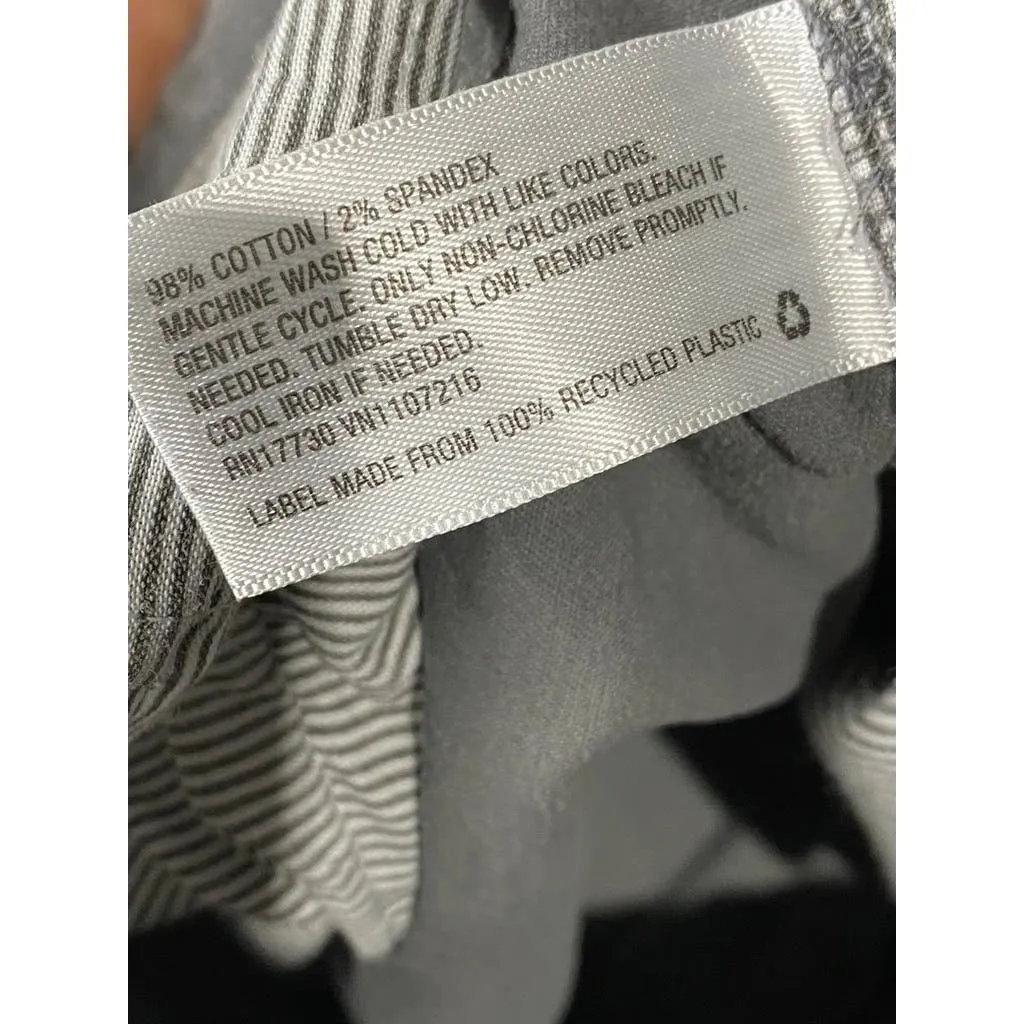 98% COTTON / 2% SPANDEX
MACHINE WASH COLD WITH LIKE COLORS.
GENTLE CYCLE. ONLY NON-CHLORINE BLEACH IF
NEEDED. TUMBLE DRY LOW. REMOVE PROMPTLY.
COOL IRON IF NEEDED.
RN17730 VN1107216
LABEL MADE FROM 100% RECYCLED PLASTIC